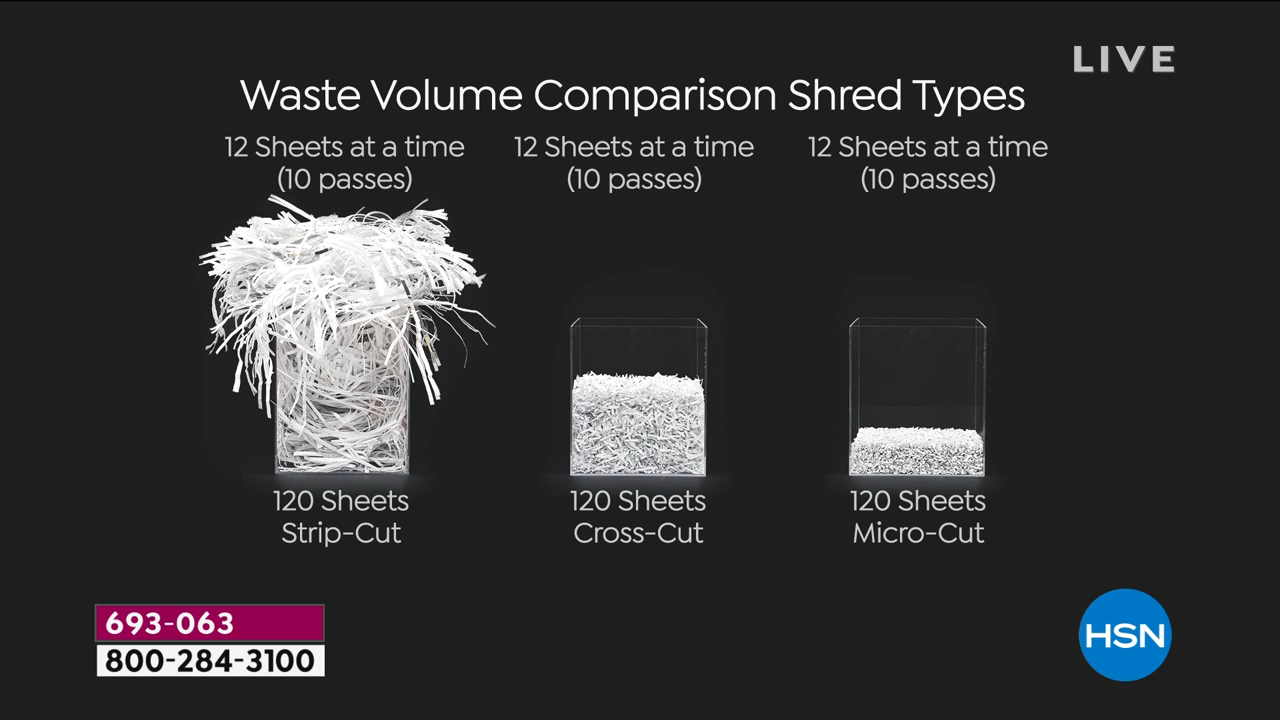 LIVE
Waste Volume Comparison Shred Types
12 Sheets at a time
(10 passes)
12 Sheets at a time
(10 passes)
12 Sheets at a time
(10 passes)
120 Sheets
Strip-Cut
120 Sheets
Cross-Cut
120 Sheets
Micro-Cut
693-063
800-284-3100
HSN